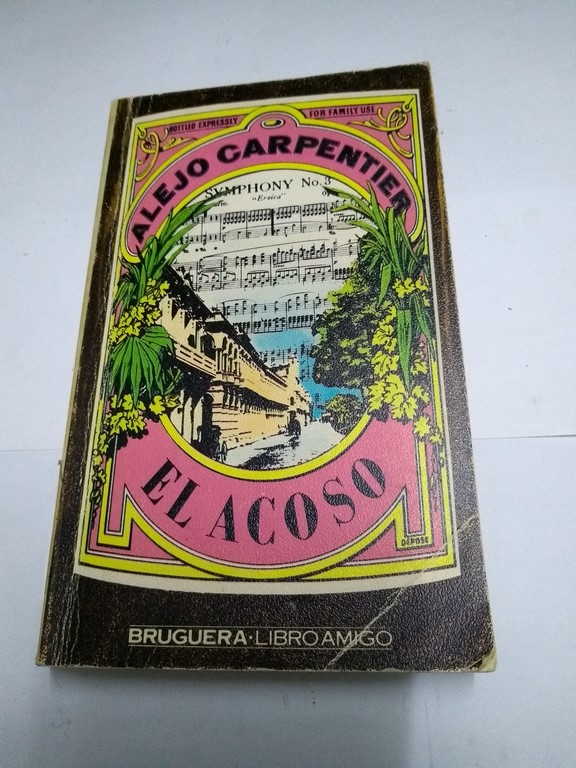 BOTTLED EXPRESSLY FOR FAMILY USE
ALEJO CARPENTIER
SYMPHONY No. 3
"Eroica"
EL ACOSO
DEPOSE
BRUGUERA·LIBRO AMIGO